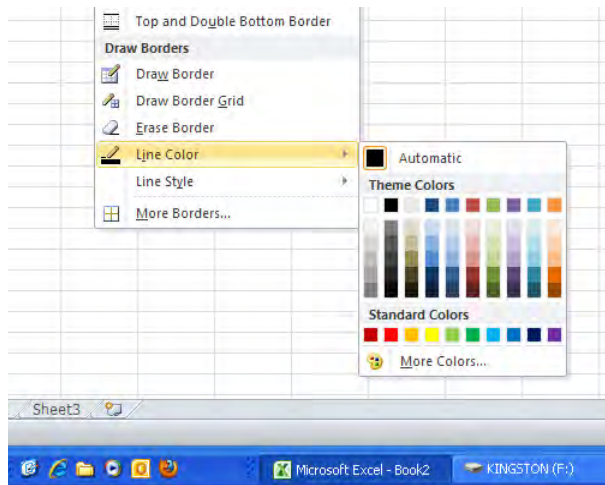 Top and Double Bottom Border
Draw Borders
Draw Border
Draw Border Grid
Erase Border
Line Color
Line Style
More Borders...
Automatic
Theme Colors
Standard Colors
More Colors...
Sheet3
Microsoft Excel - Book2
KINGSTON (F:)